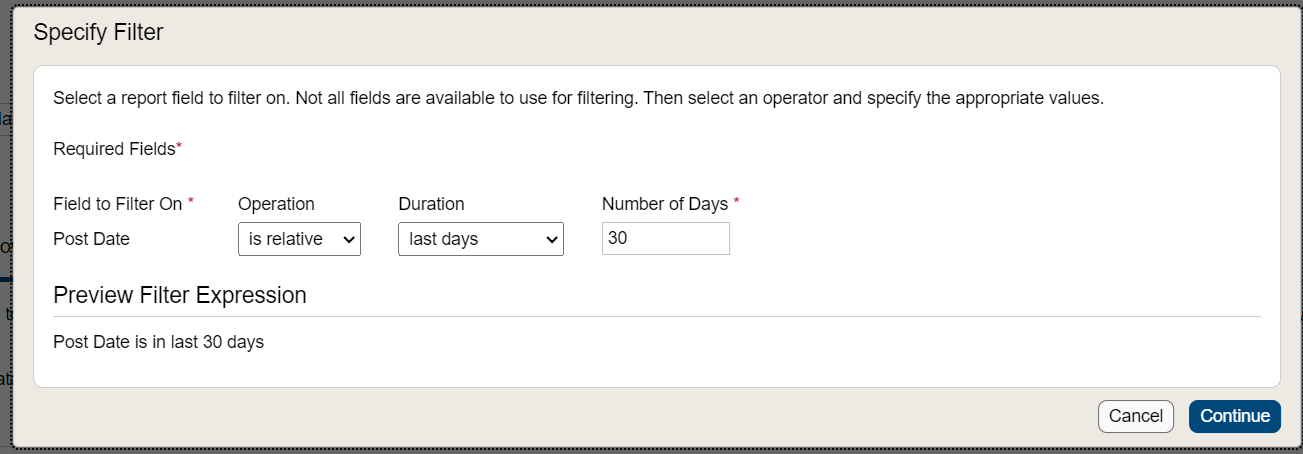 Specify Filter
Select a report field to filter on. Not all fields are available to use for filtering. Then select an operator and specify the appropriate values.
Required Fields*
Field to Filter On * Operation Duration Number of Days *
Post Date is relative last days 30
Preview Filter Expression
Post Date is in last 30 days
Cancel Continue